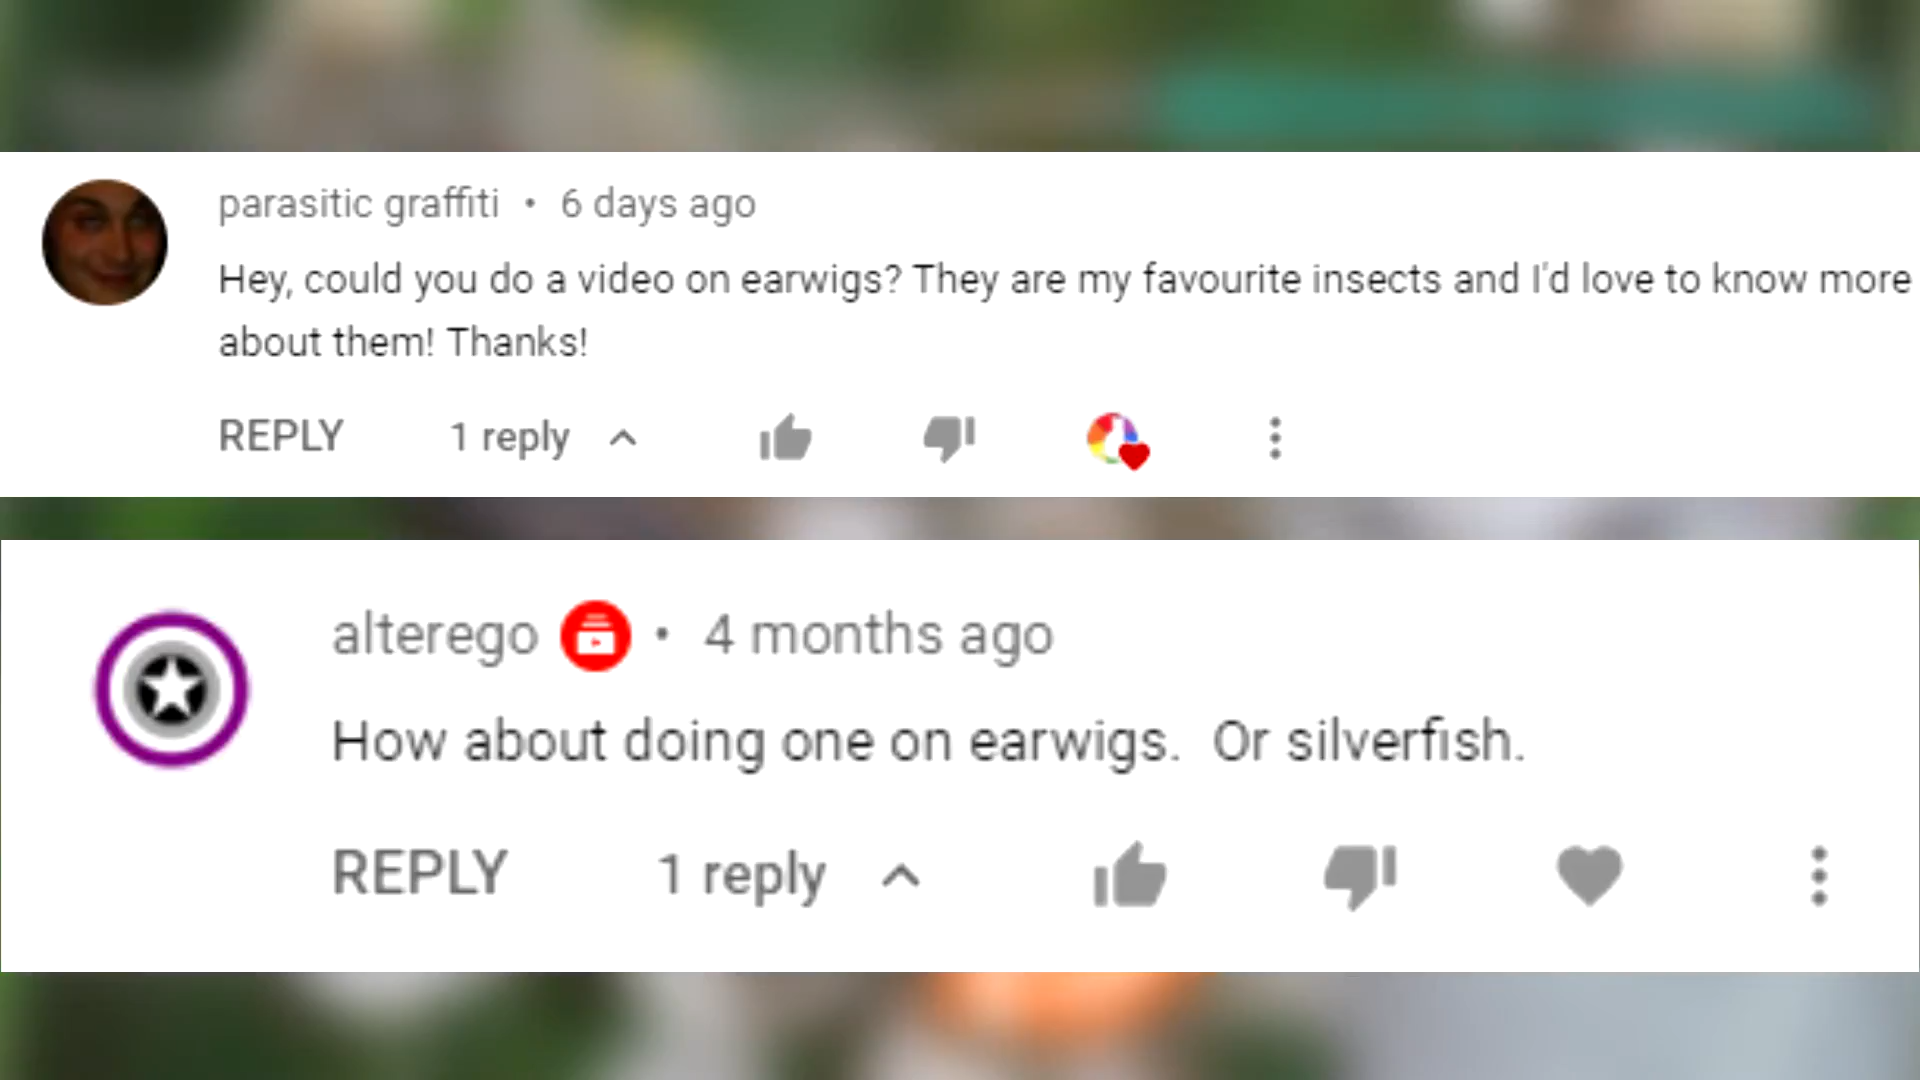 parasitic graffiti • 6 days ago
Hey, could you do a video on earwigs? They are my favourite insects and I'd love to know more
about them! Thanks!
REPLY 1 reply
alterego • 4 months ago
How about doing one on earwigs.  Or silverfish.
REPLY 1 reply